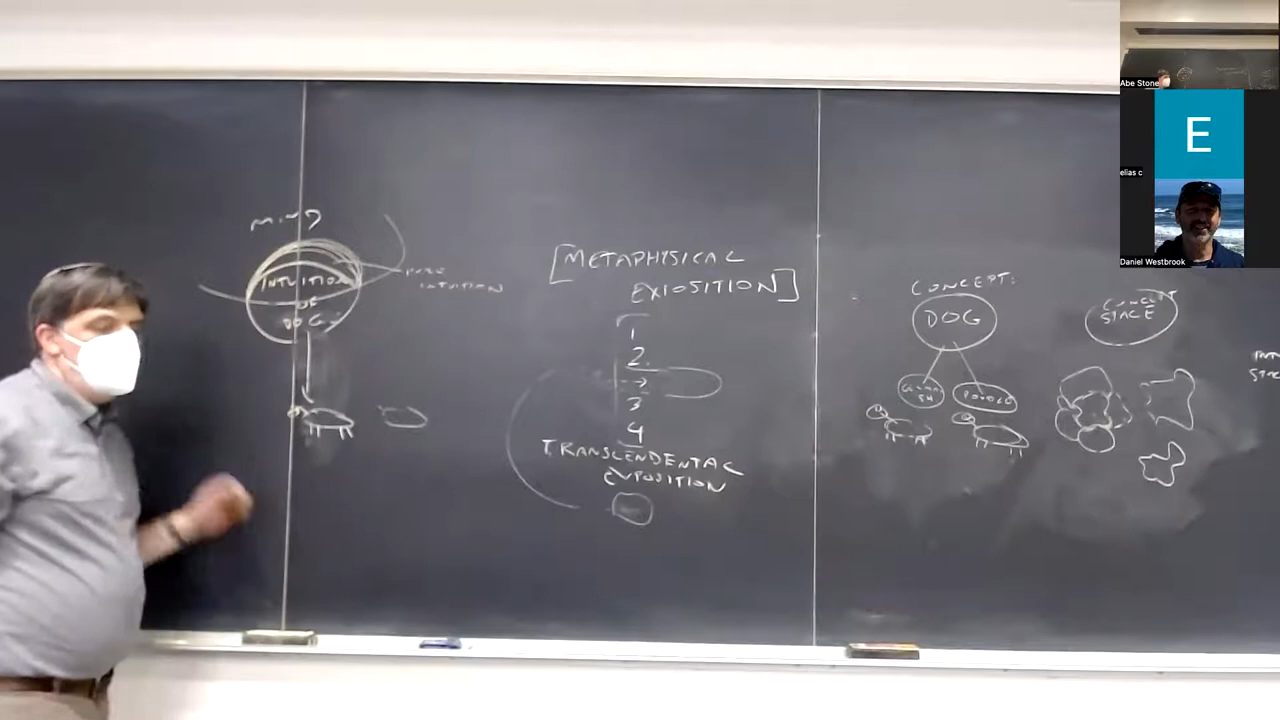 MIND
INTUITION
OF
DOG
PURE
INTUITION
[METAPHYSICAL
EXPOSITION]
1
2
→
3
4
TRANSCENDENTAL
EXPOSITION
CONCEPT:
DOG
POODLE
CONCEPT
SPACE
Abe Stone
E
elias c
Daniel Westbrook